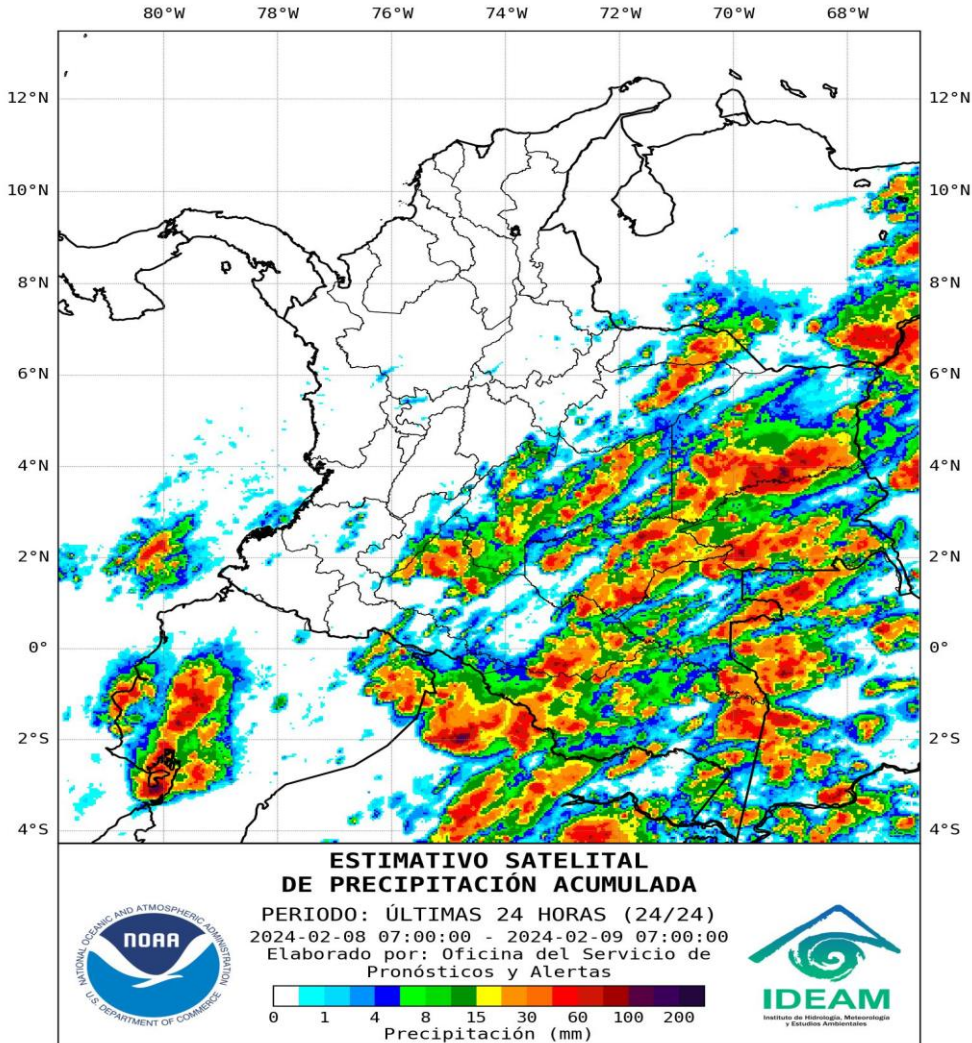 80°W 78°W 76°W 74°W 72°W 70°W 68°W
12°N 12°N
10°N 10°N
8°N 8°N
6°N 6°N
4°N 4°N
2°N 2°N
0° 0°
2°S 2°S
4°S 4°S
ESTIMATIVO SATELITAL
DE PRECIPITACIÓN ACUMULADA
PERIODO: ÚLTIMAS 24 HORAS (24/24)
2024-02-08 07:00:00 - 2024-02-09 07:00:00
Elaborado por: Oficina del Servicio de
Pronósticos y Alertas
0 1 4 8 15 30 60 100 200
Precipitación (mm)
NATIONAL OCEANIC AND ATMOSPHERIC ADMINISTRATION
NOAA
U.S. DEPARTMENT OF COMMERCE
IDEAM
Instituto de Hidrología, Meteorología
y Estudios Ambientales